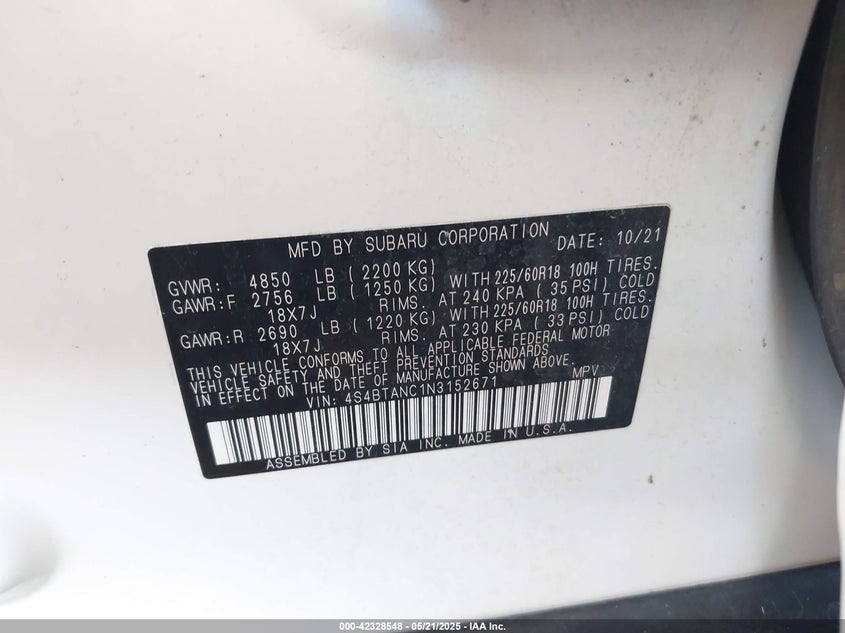 MFD BY SUBARU CORPORATION DATE: 10/21
GVWR: 4850 LB (2200 KG)
GAWR:F 2756 LB (1250 KG) WITH 225/60R18 100H TIRES.
18X7J RIMS. AT 240 KPA (35 PSI) COLD
GAWR:R 2690 LB (1220 KG) WITH 225/60R18 100H TIRES.
18X7J RIMS. AT 230 KPA (33 PSI) COLD
THIS VEHICLE CONFORMS TO ALL APPLICABLE FEDERAL MOTOR
VEHICLE SAFETY AND THEFT PREVENTION STANDARDS
IN EFFECT ON THE DATE OF MANUFACTURE SHOWN ABOVE.
VIN: 4S4BTANC1N3152671 MPV
ASSEMBLED BY SIA INC. MADE IN U.S.A.
000-42328548 - 05/21/2025 - IAA Inc.